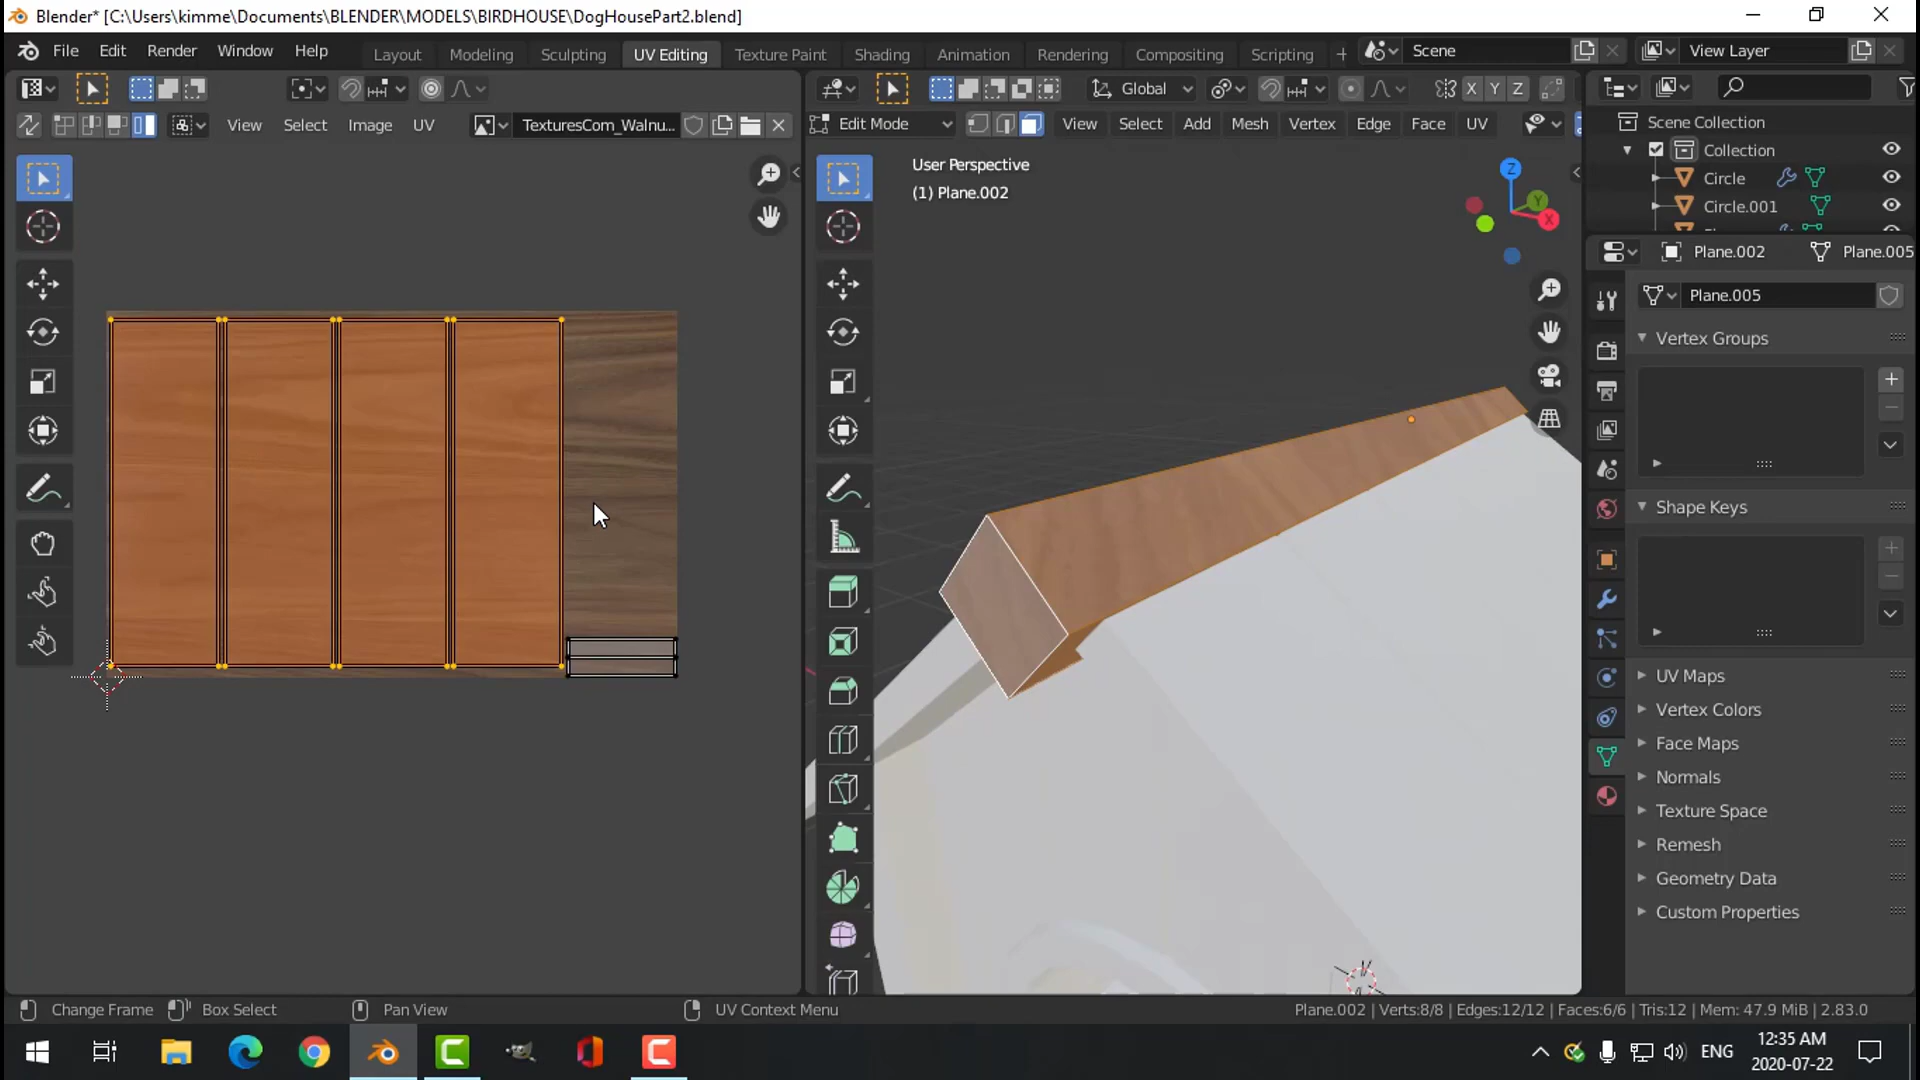 Blender* [C:\Users\kimme\Documents\BLENDER\MODELS\BIRDHOUSE\DogHousePart2.blend]
File Edit Render Window Help Layout Modeling Sculpting UV Editing Texture Paint Shading Animation Rendering Compositing Scripting + Scene View Layer
Global X Y Z
View Select Image UV TexturesCom_Walnu... Edit Mode View Select Add Mesh Vertex Edge Face UV
Scene Collection
Collection
Circle
Circle.001
User Perspective
(1) Plane.002
Z
Y
X
Plane.002 Plane.005
Plane.005
Vertex Groups
Shape Keys
UV Maps
Vertex Colors
Face Maps
Normals
Texture Space
Remesh
Geometry Data
Custom Properties
Change Frame Box Select Pan View UV Context Menu Plane.002 | Verts:8/8 | Edges:12/12 | Faces:6/6 | Tris:12 | Mem: 47.9 MiB | 2.83.0
ENG
12:35 AM
2020-07-22